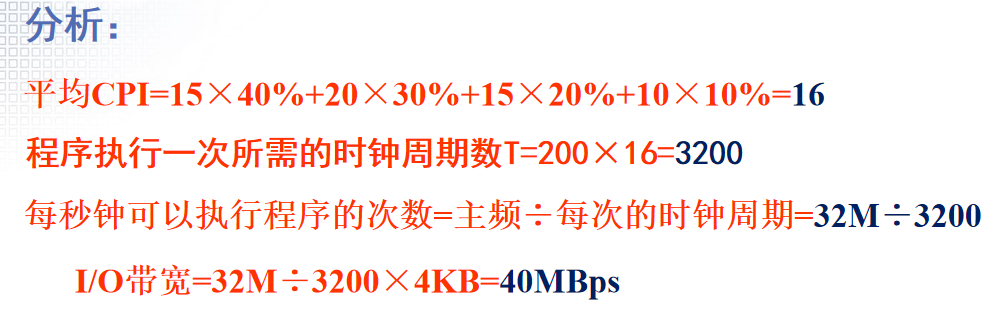 分析：
平均CPI=15×40%+20×30%+15×20%+10×10%=16
程序执行一次所需的时钟周期数T=200×16=3200
每秒钟可以执行程序的次数=主频÷每次的时钟周期=32M÷3200
I/O带宽=32M÷3200×4KB=40MBps